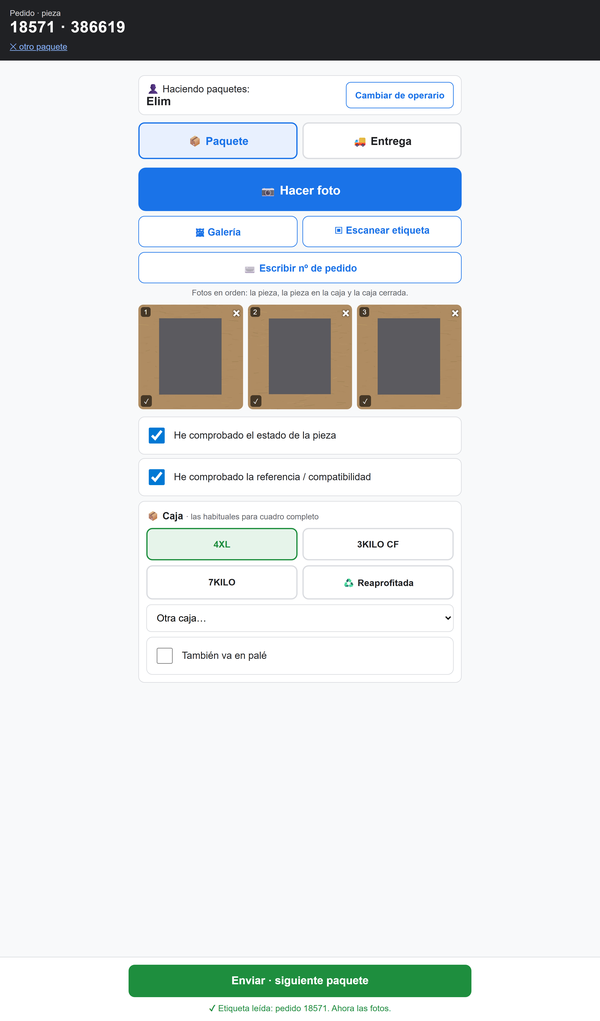 Pedido · pieza
18571 · 386619
✕ otro paquete
👤 Haciendo paquetes:
Elim
Cambiar de operario
📦 Paquete
🚚 Entrega
📷 Hacer foto
🖼 Galería
▣ Escanear etiqueta
⌨ Escribir nº de pedido
Fotos en orden: la pieza, la pieza en la caja y la caja cerrada.
1 ✕
2 ✕
3 ✕
✓
✓
✓
He comprobado el estado de la pieza
He comprobado la referencia / compatibilidad
📦 Caja · las habituales para cuadro completo
4XL
3KILO CF
7KILO
♻ Reaprofitada
Otra caja…
También va en palé
Enviar · siguiente paquete
✓ Etiqueta leída: pedido 18571. Ahora las fotos.